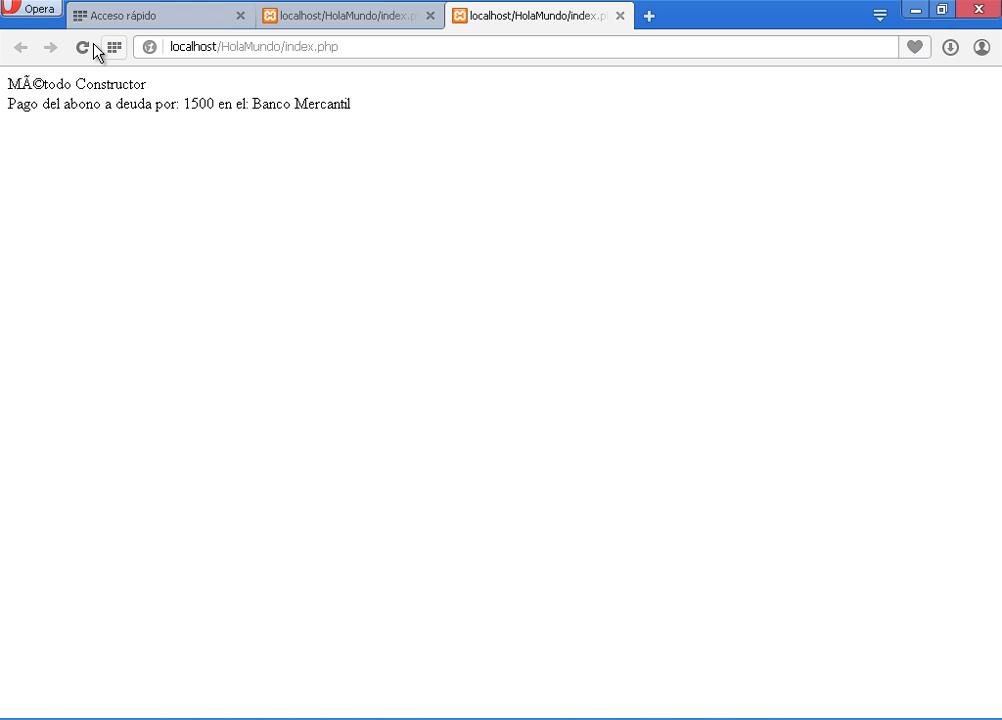 Opera
Acceso rápido
localhost/HolaMundo/index.p
localhost/HolaMundo/index.p
localhost/HolaMundo/index.php
MÃ©todo Constructor
Pago del abono a deuda por: 1500 en el: Banco Mercantil